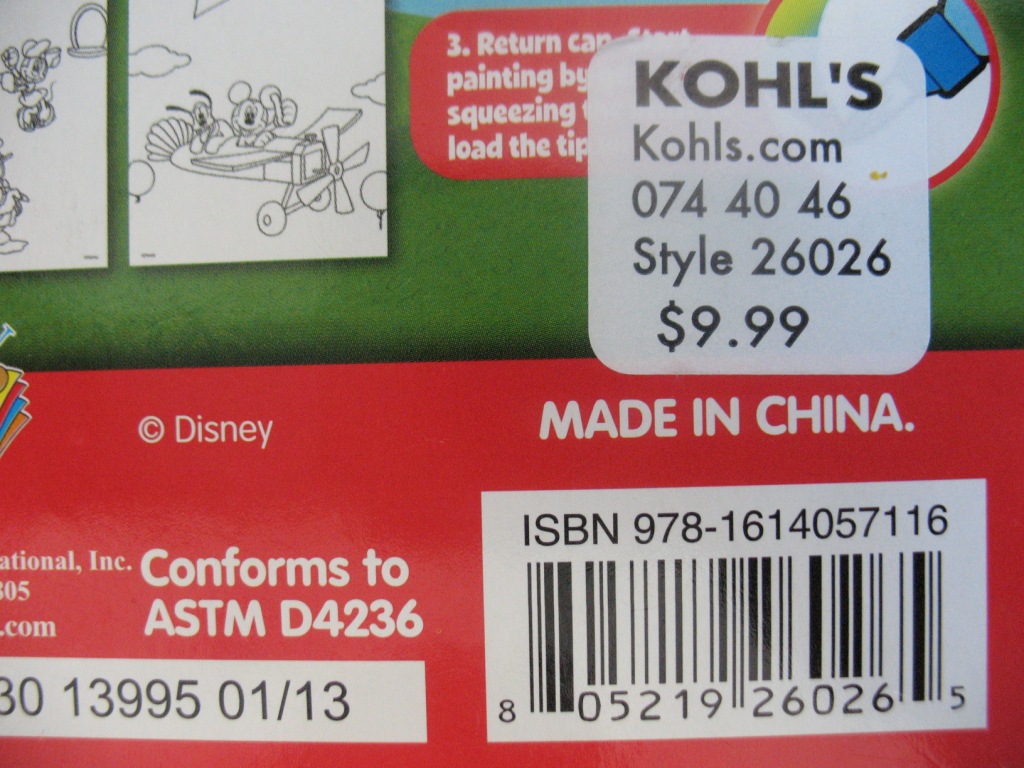 3. Return cap. Start
painting by
squeezing
load the tip
KOHL'S
Kohls.com
074 40 46
Style 26026
$9.99
© Disney
MADE IN CHINA.
ational, Inc.
805
.com
Conforms to
ASTM D4236
30 13995 01/13
ISBN 978-1614057116
8 05219 26026 5